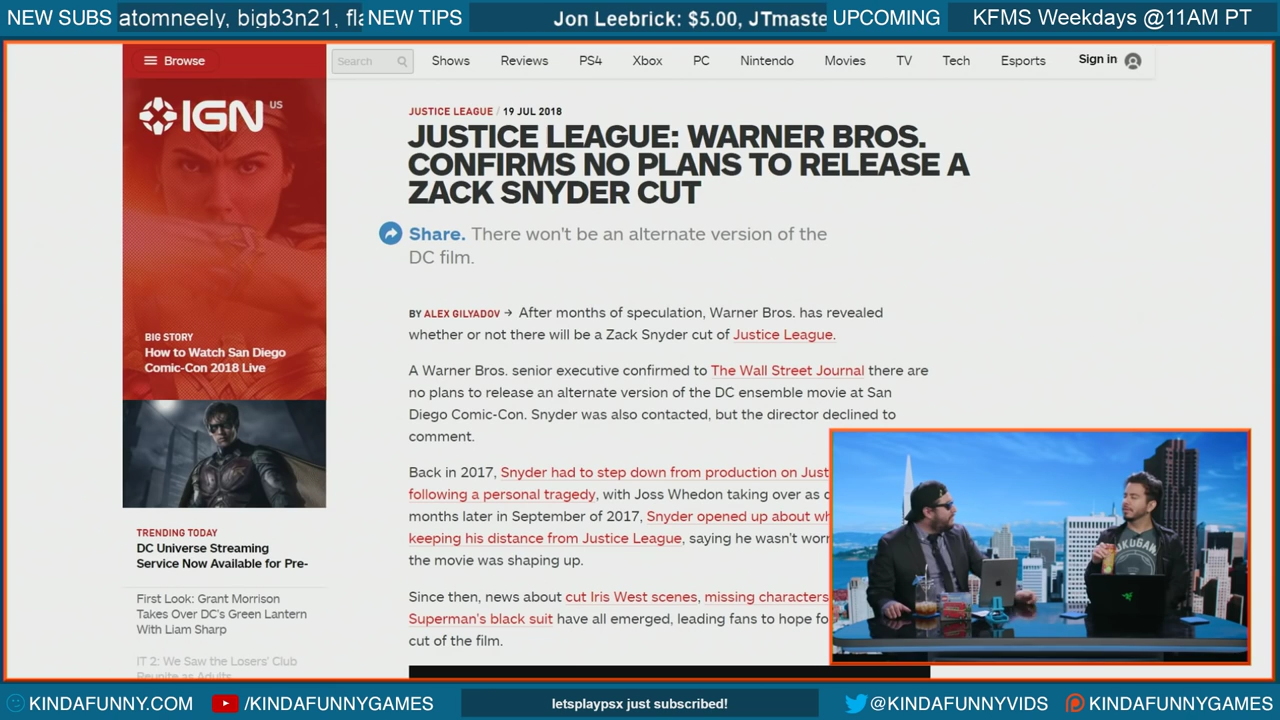 NEW SUBS atomneely, bigb3n21, NEW TIPS Jon Leebrick: $5.00, UPCOMING KFMS Weekdays @11AM PT
Browse
Search
Shows
Reviews
PS4
Xbox
PC
Nintendo
Movies
TV
Tech
Esports
Sign in
IGN US
BIG STORY
How to Watch San Diego
Comic-Con 2018 Live
TRENDING TODAY
DC Universe Streaming
Service Now Available for Pre-
First Look: Grant Morrison
Takes Over DC's Green Lantern
With Liam Sharp
IT 2: We Saw the Losers' Club
Reunite as Adults
JUSTICE LEAGUE / 19 JUL 2018
JUSTICE LEAGUE: WARNER BROS.
CONFIRMS NO PLANS TO RELEASE A
ZACK SNYDER CUT
Share. There won't be an alternate version of the
DC film.
BY ALEX GILYADOV → After months of speculation, Warner Bros. has revealed
whether or not there will be a Zack Snyder cut of Justice League.
A Warner Bros. senior executive confirmed to The Wall Street Journal there are
no plans to release an alternate version of the DC ensemble movie at San
Diego Comic-Con. Snyder was also contacted, but the director declined to
comment.
Back in 2017, Snyder had to step down from production on
following a personal tragedy, with Joss Whedon taking over as
months later in September of 2017, Snyder opened up about
keeping his distance from Justice League, saying he wasn't
the movie was shaping up.
Since then, news about cut Iris West scenes, missing characters
Superman's black suit have all emerged, leading fans to hope
cut of the film.
KINDAFUNNY.COM
/KINDAFUNNYGAMES
letsplaypsx just subscribed!
@KINDAFUNNYVIDS
KINDAFUNNYGAMES